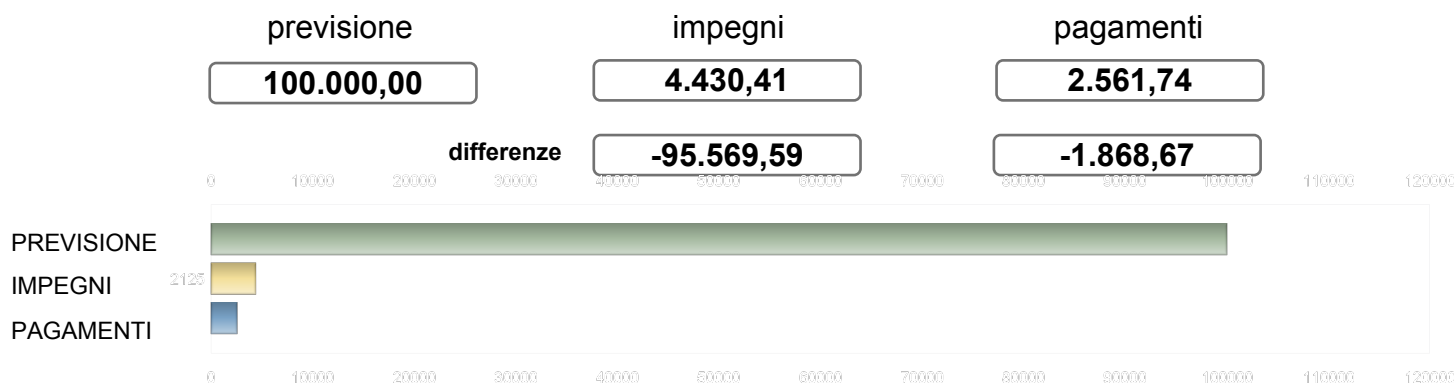 previsione impegni pagamenti
100.000,00 4.430,41 2.561,74
differenze -95.569,59 -1.868,67
0 10000 20000 30000 40000 50000 60000 70000 80000 90000 100000 110000 120000
PREVISIONE
IMPEGNI 2125
PAGAMENTI
0 10000 20000 30000 40000 50000 60000 70000 80000 90000 100000 110000 120000